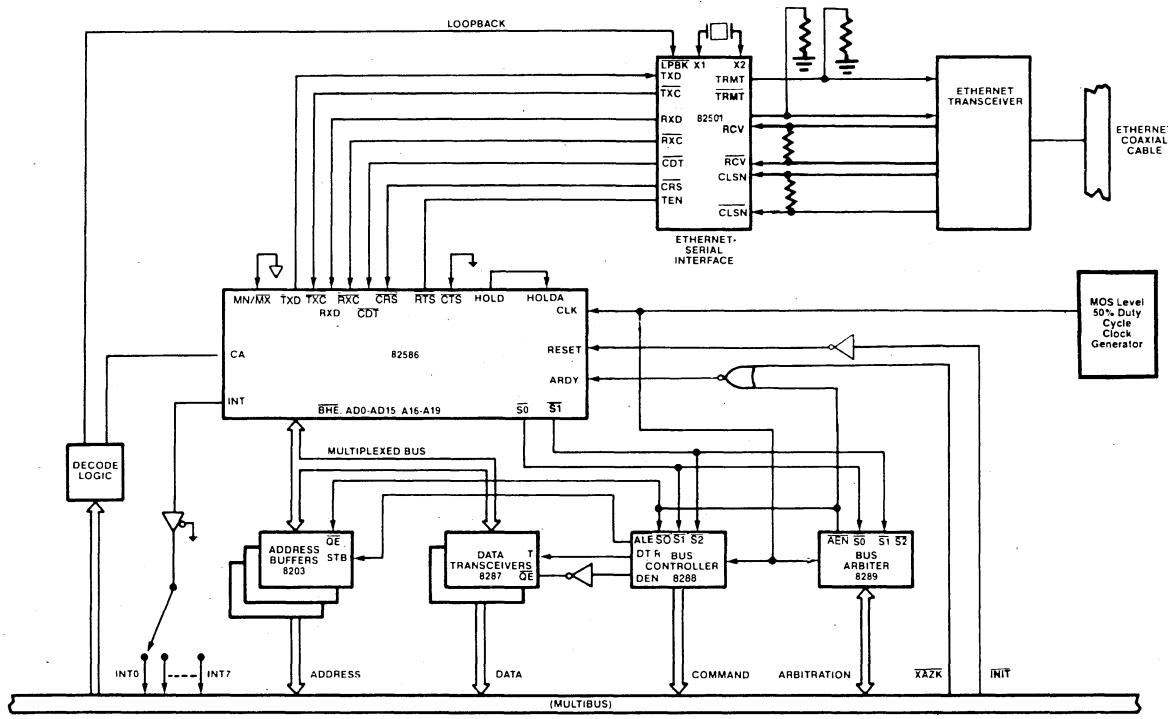 LOOPBACK
LPBK X1 X2
TXD TRMT
TXC TRMT
RXD 82501
RCV
RXC
CDT RCV
CLSN
CRS
TEN CLSN
ETHERNET-
SERIAL
INTERFACE
ETHERNET
TRANSCEIVER
ETHERNET
COAXIAL
CABLE
MN/MX TXD TXC RXC CRS RTS CTS HOLD HOLDA
RXD CDT
CLK
RESET
ARDY
CA
82586
INT
BHE, AD0-AD15 A16-A19 S0 S1
MOS Level
50% Duty
Cycle
Clock
Generator
DECODE
LOGIC
MULTIPLEXED BUS
QE
ADDRESS
BUFFERS
8203
STB
DATA
TRANSCEIVERS
8287
T
QE
ALE S0 S1 S2
DT R BUS
CONTROLLER
DEN 8288
AEN S0 S1 S2
BUS
ARBITER
8289
INT0 INT7 ADDRESS DATA COMMAND ARBITRATION XAZK INIT
(MULTIBUS)